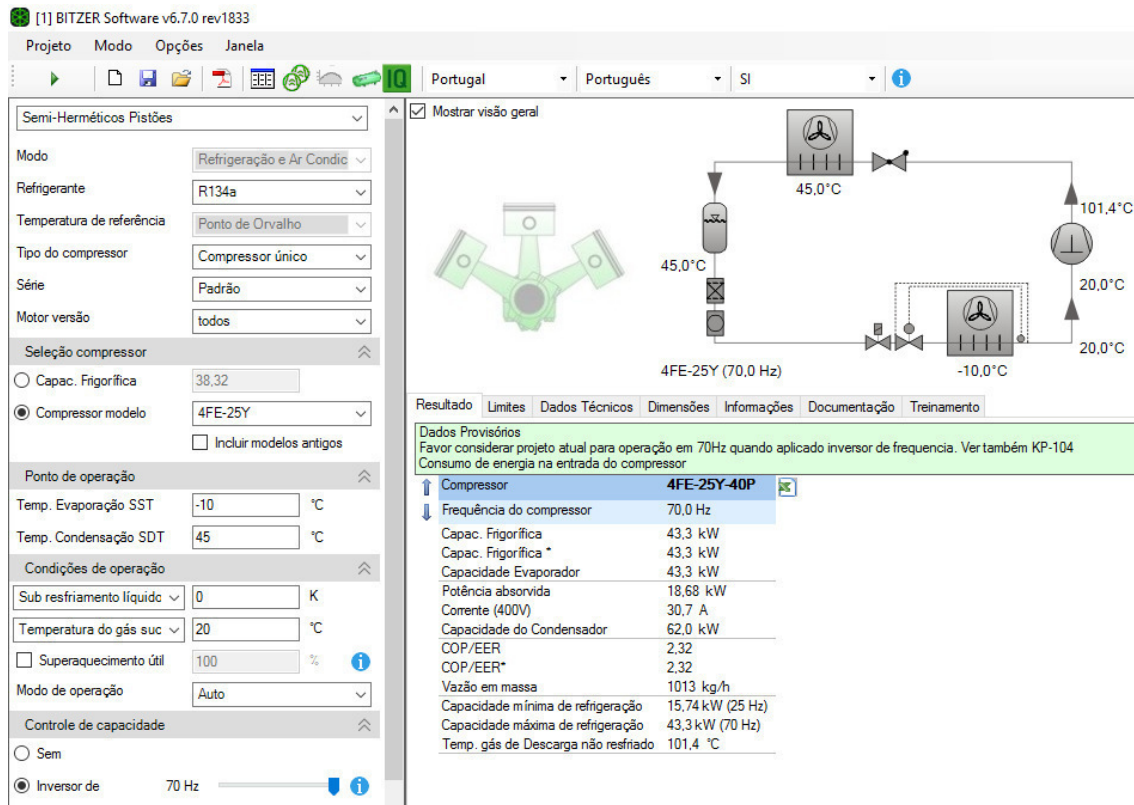 [1] BITZER Software v6.7.0 rev1833
Projeto Modo Opções Janela
IQ Portugal Português SI
Semi-Herméticos Pistões
Modo Refrigeração e Ar Condic
Refrigerante R134a
Temperatura de referência Ponto de Orvalho
Tipo do compressor Compressor único
Série Padrão
Motor versão todos
Seleção compressor
Capac. Frigorífica 38,32
Compressor modelo 4FE-25Y
Incluir modelos antigos
Ponto de operação
Temp. Evaporação SST -10 °C
Temp. Condensação SDT 45 °C
Condições de operação
Sub resfriamento líquidc 0 K
Temperatura do gás suc 20 °C
Superaquecimento útil 100 %
Modo de operação Auto
Controle de capacidade
Sem
Inversor de 70 Hz
Mostrar visão geral
45,0°C
101,4°C
45,0°C
20,0°C
20,0°C
4FE-25Y (70,0 Hz)
-10,0°C
Resultado Limites Dados Técnicos Dimensões Informações Documentação Treinamento
Dados Provisórios
Favor considerar projeto atual para operação em 70Hz quando aplicado inversor de frequencia. Ver também KP-104
Consumo de energia na entrada do compressor
Compressor 4FE-25Y-40P
Frequência do compressor 70,0 Hz
Capac. Frigorífica 43,3 kW
Capac. Frigorífica * 43,3 kW
Capacidade Evaporador 43,3 kW
Potência absorvida 18,68 kW
Corrente (400V) 30,7 A
Capacidade do Condensador 62,0 kW
COP/EER 2,32
COP/EER* 2,32
Vazão em massa 1013 kg/h
Capacidade mínima de refrigeração 15,74 kW (25 Hz)
Capacidade máxima de refrigeração 43,3 kW (70 Hz)
Temp. gás de Descarga não resfriado 101,4 °C